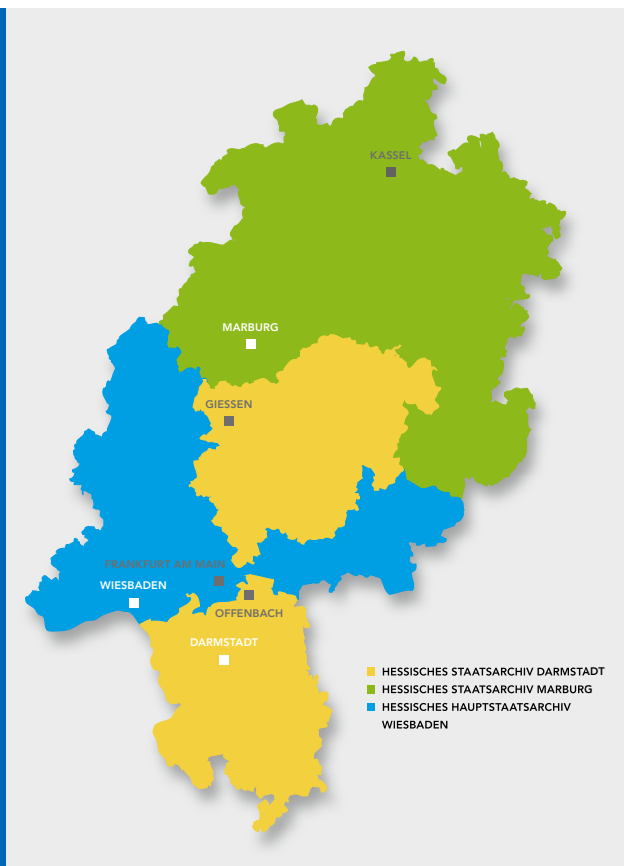 KASSEL
MARBURG
GIESSEN
FRANKFURT AM MAIN
WIESBADEN
OFFENBACH
DARMSTADT
HESSISCHES STAATSARCHIV DARMSTADT
HESSISCHES STAATSARCHIV MARBURG
HESSISCHES HAUPTSTAATSARCHIV
WIESBADEN